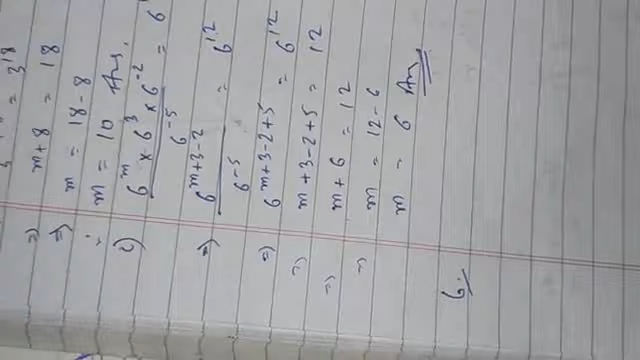 = 3^18
=> m+8 = 18
=> m = 18-8
∴ m = 10 Ans.
c) (6^m × 6^3 × 6^-2)/(6^-5) = 6
=> (6^(m+3-2))/(6^-5) = 6^12
=> 6^(m+3-2+5) = 6^12
=> m+3-2+5 = 12
=> m+6 = 12
=> m = 12-6
m = 6 Ans
6.